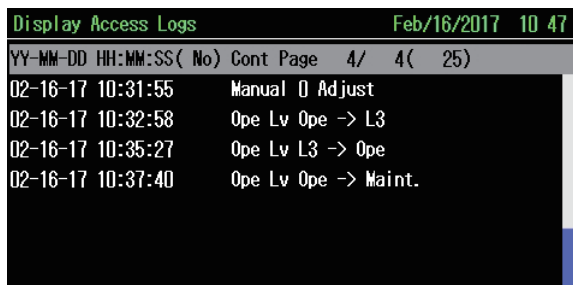 Display Access Logs Feb/16/2017 10 47
YY-MM-DD HH:MM:SS( No) Cont Page 4/ 4( 25)
02-16-17 10:31:55 Manual 0 Adjust
02-16-17 10:32:58 Ope Lv Ope -> L3
02-16-17 10:35:27 Ope Lv L3 -> Ope
02-16-17 10:37:40 Ope Lv Ope -> Maint.